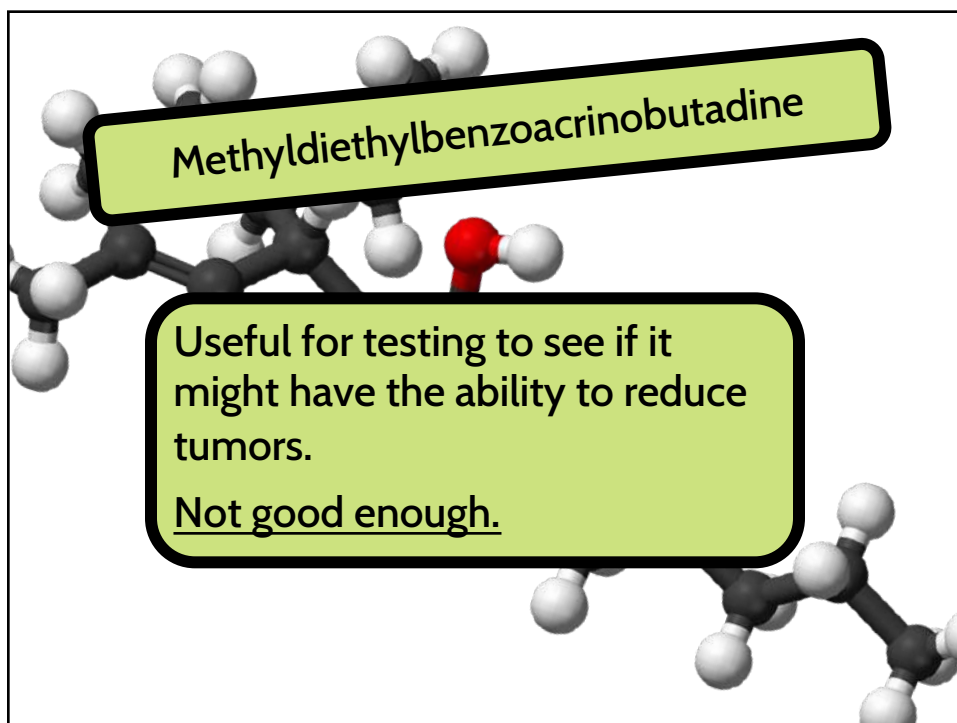 Methyldiethylbenzoacrinobutadine
Useful for testing to see if it
might have the ability to reduce
tumors.
Not good enough.